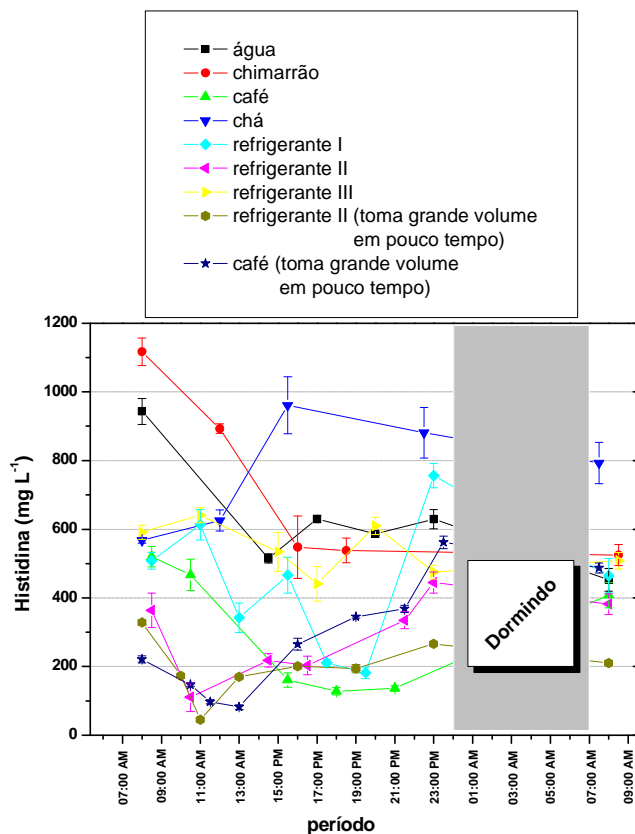 água
chimarrão
café
chá
refrigerante I
refrigerante II
refrigerante III
refrigerante II (toma grande volume
em pouco tempo)
café (toma grande volume
em pouco tempo)
1200
1000
800
600
400
200
0
Histidina (mg L⁻¹)
Dormindo
07:00 AM
09:00 AM
11:00 AM
13:00 PM
15:00 PM
17:00 PM
19:00 PM
21:00 PM
23:00 PM
01:00 AM
03:00 AM
05:00 AM
07:00 AM
09:00 AM
período